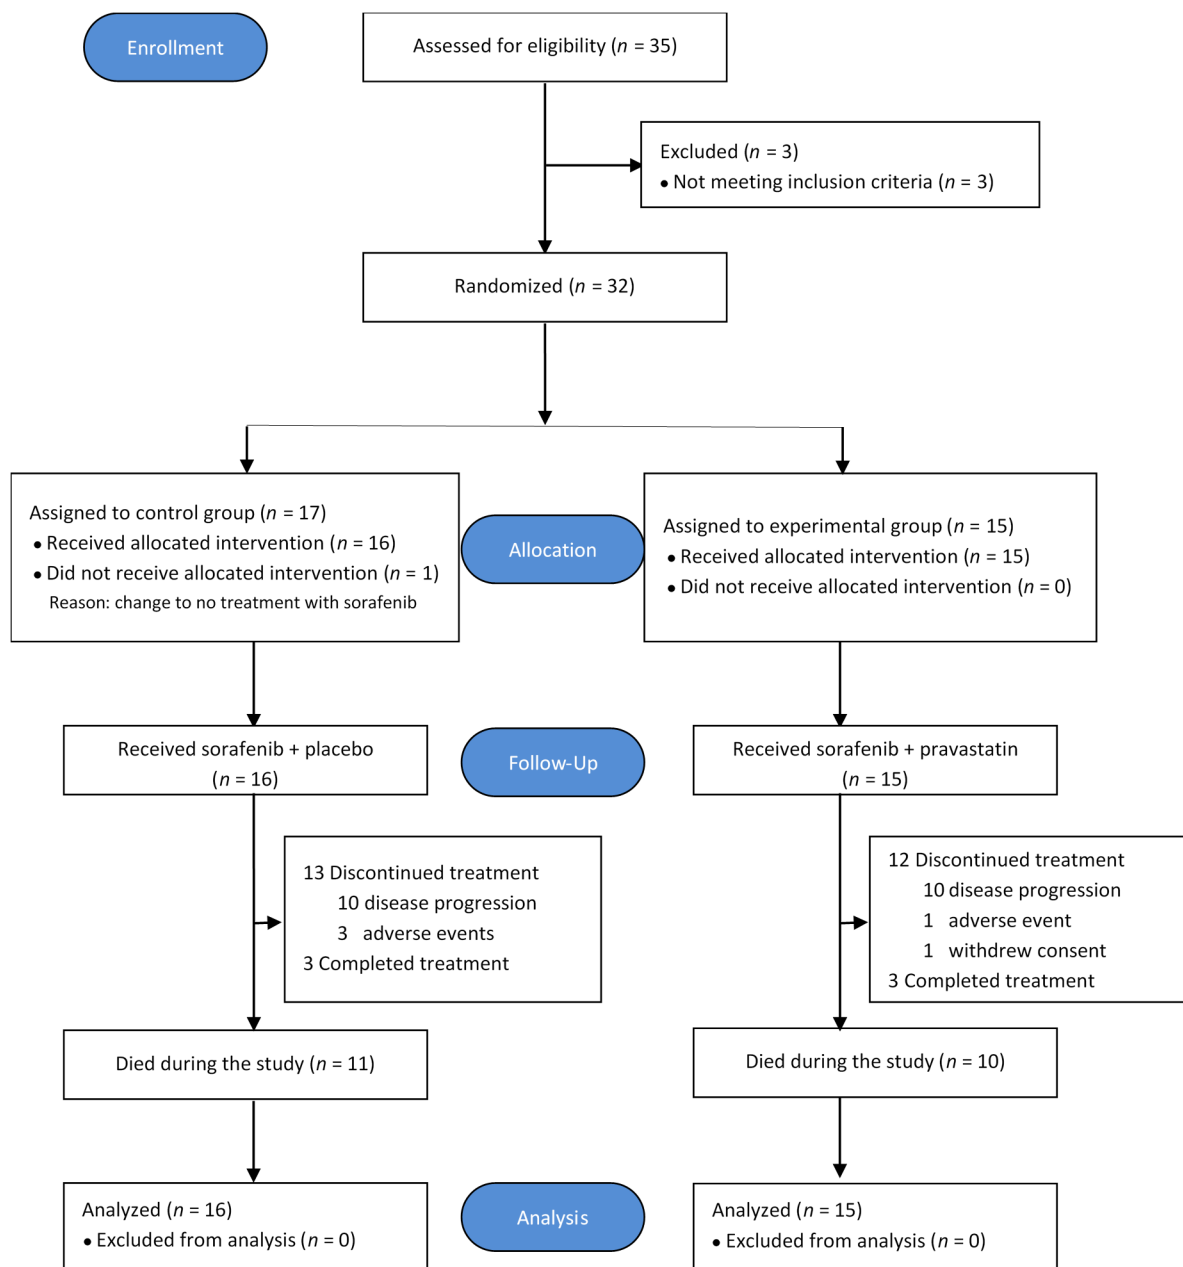 Enrollment
Assessed for eligibility (n = 35)
Excluded (n = 3)
• Not meeting inclusion criteria (n = 3)
Randomized (n = 32)
Assigned to control group (n = 17)
• Received allocated intervention (n = 16)
• Did not receive allocated intervention (n = 1)
Reason: change to no treatment with sorafenib
Allocation
Assigned to experimental group (n = 15)
• Received allocated intervention (n = 15)
• Did not receive allocated intervention (n = 0)
Received sorafenib + placebo
(n = 16)
Follow-Up
Received sorafenib + pravastatin
(n = 15)
13 Discontinued treatment
10 disease progression
3 adverse events
3 Completed treatment
12 Discontinued treatment
10 disease progression
1 adverse event
1 withdrew consent
3 Completed treatment
Died during the study (n = 11)
Died during the study (n = 10)
Analyzed (n = 16)
• Excluded from analysis (n = 0)
Analysis
Analyzed (n = 15)
• Excluded from analysis (n = 0)